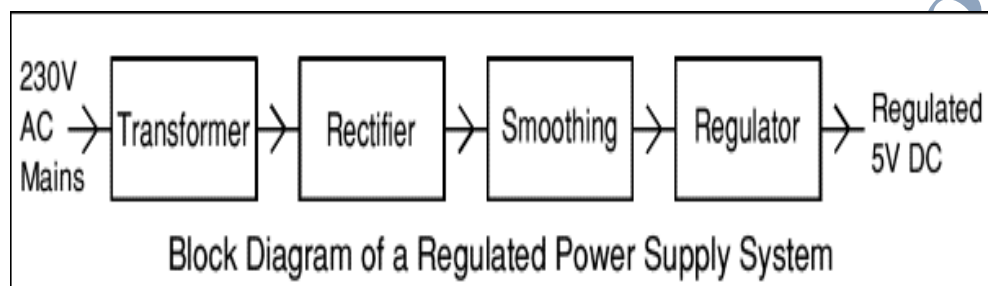 230V
AC
Mains
Transformer
Rectifier
Smoothing
Regulator
Regulated
5V DC
Block Diagram of a Regulated Power Supply System